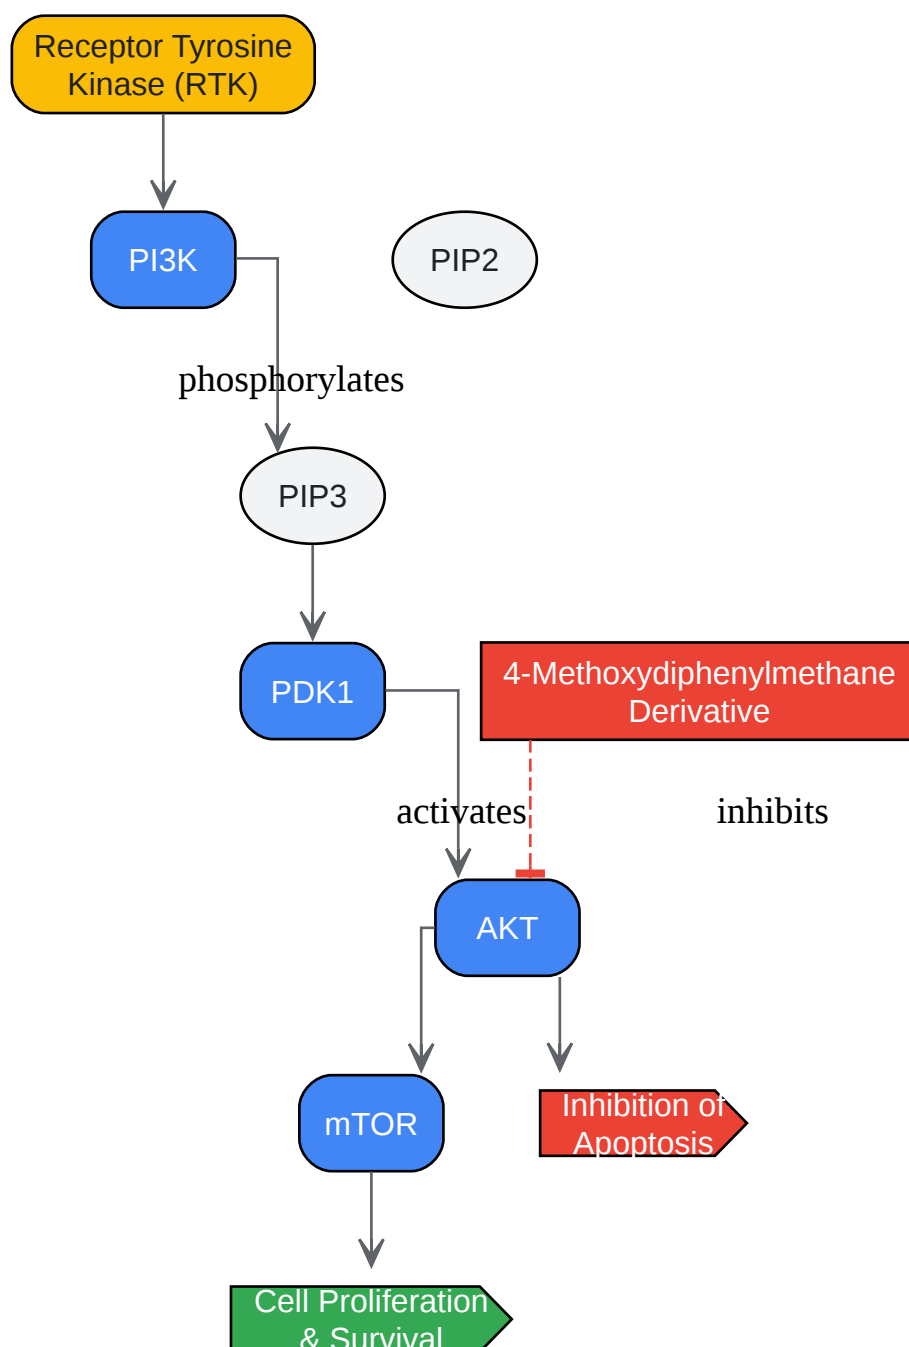 Receptor Tyrosine
Kinase (RTK)
PI3K
PIP2
phosphorylates
PIP3
PDK1
4-Methoxydiphenylmethane
Derivative
activates
inhibits
AKT
mTOR
Inhibition of
Apoptosis
Cell Proliferation
& Survival